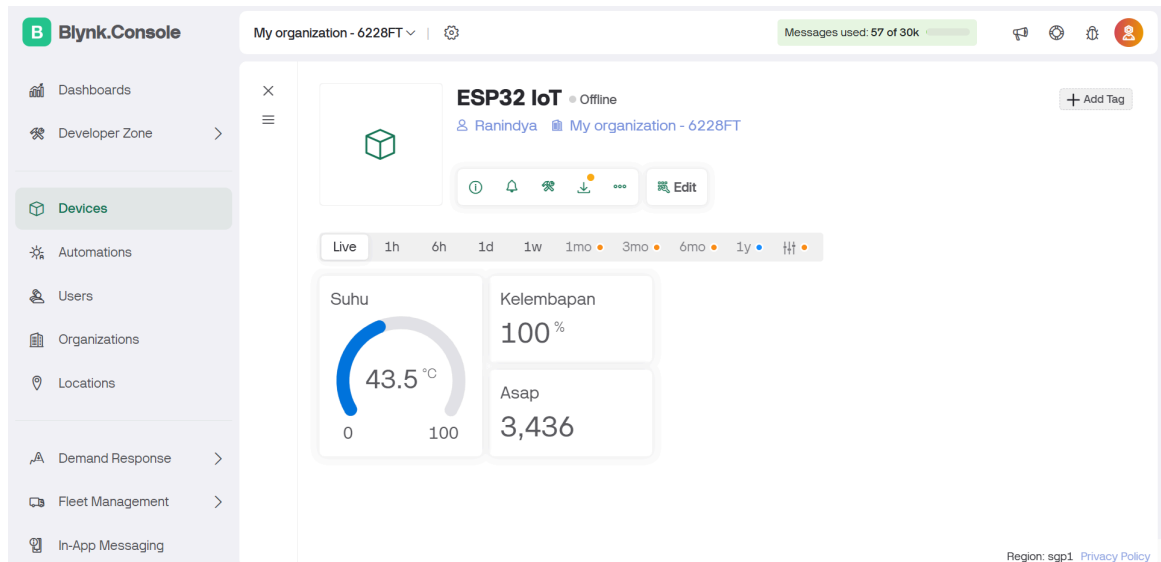 B Blynk.Console
My organization - 6228FT
Messages used: 57 of 30k
Dashboards
Developer Zone
Devices
Automations
Users
Organizations
Locations
Demand Response
Fleet Management
In-App Messaging
ESP32 IoT Offline
Ranindya My organization - 6228FT
Add Tag
Edit
Live 1h 6h 1d 1w 1mo 3mo 6mo 1y
Suhu
43.5 °C
0 100
Kelembapan
100 %
Asap
3,436
Region: sgp1 Privacy Policy